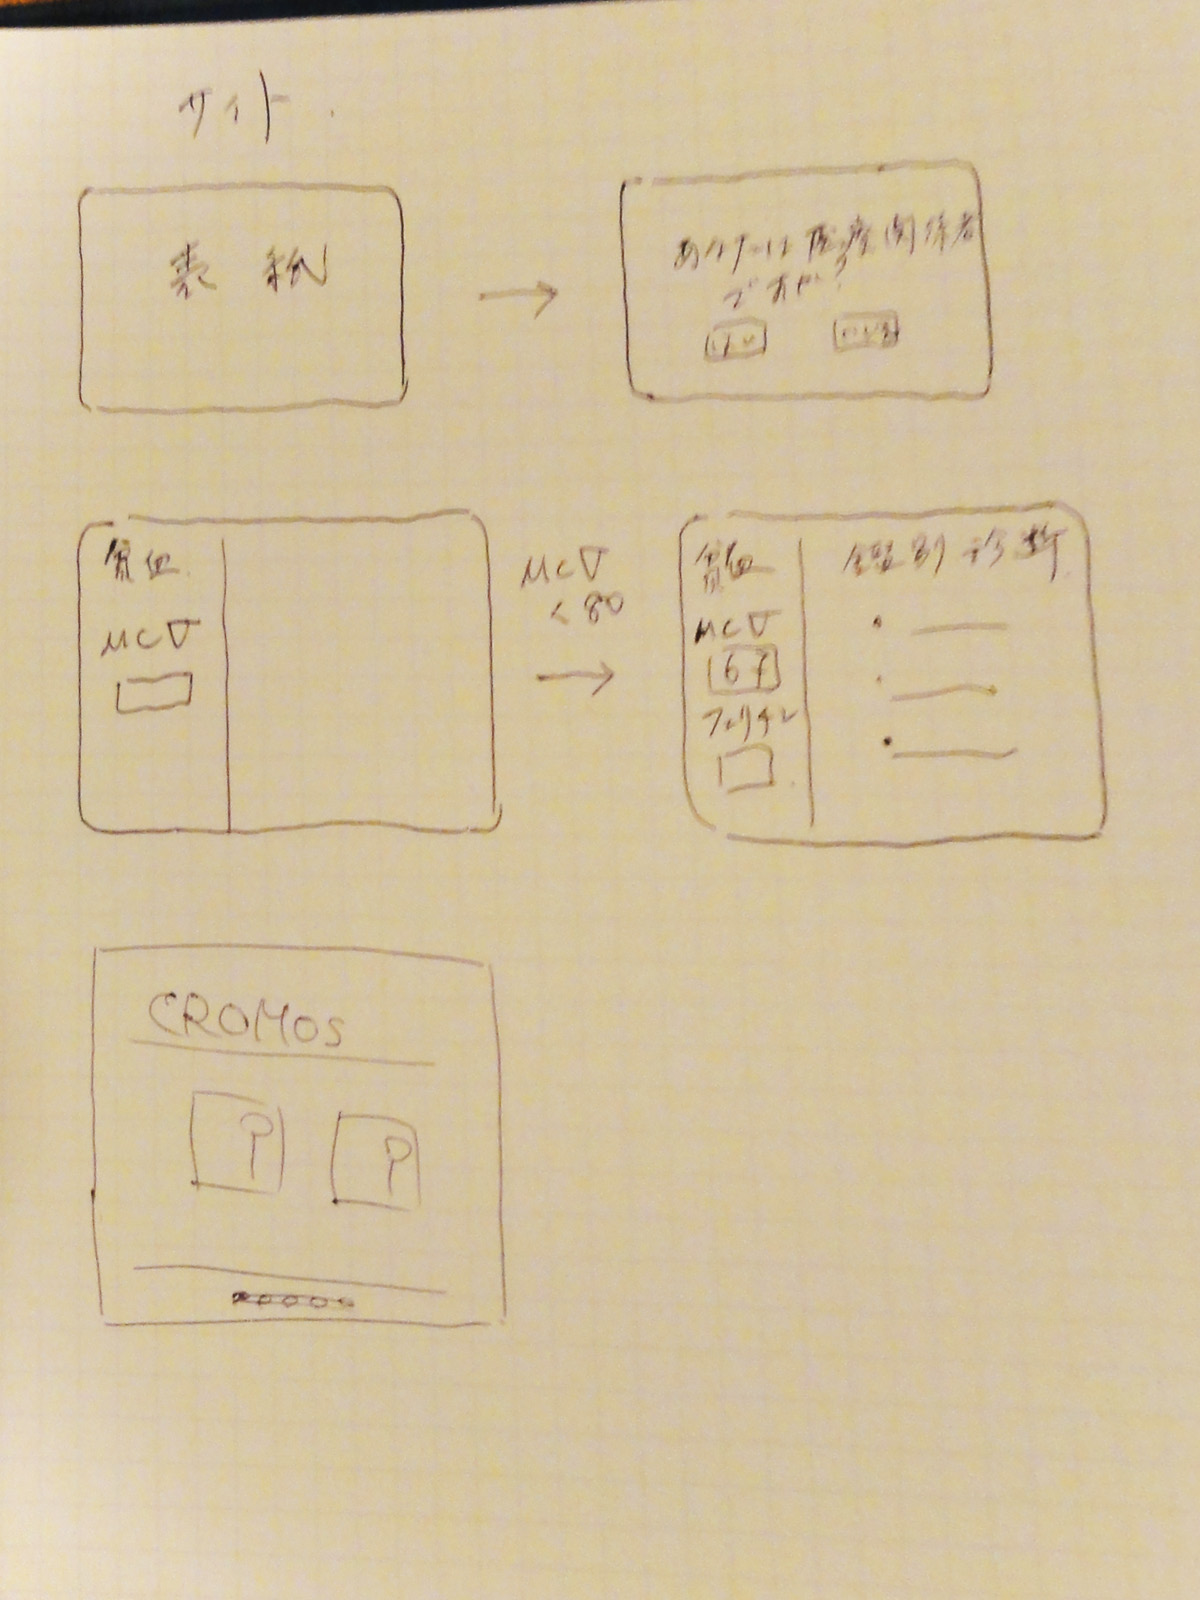 サイト
表紙
あなたは医療関係者
ですか?
はい
いいえ
貧血
MCV
MCV
< 80
貧血
MCV
67
フェリチン
鑑別診断
CROMOS
P
P